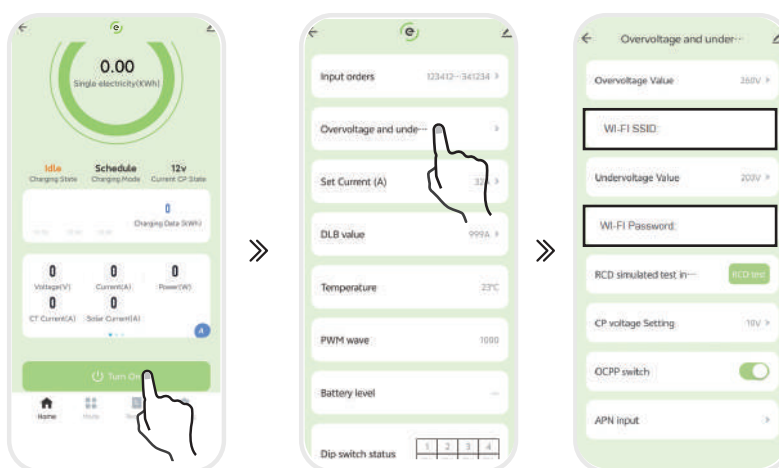 e
0.00
Single electricity(KWh)
Idle
Charging State
Schedule
Charging Mode
12v
Current CP State
0
Charging Data S(Wh)
0
Voltage(V)
0
Current(A)
0
Power(W)
0
CT Current(A)
0
Solar Current(A)
A
Turn On
Home
Mode
e
Input orders 123412···341234
Overvoltage and unde···
Set Current (A)
DLB value 999A
Temperature 23°C
PWM wave 1000
Battery level --
Dip switch status 1 2 3 4
Overvoltage and under···
Overvoltage Value 260V
WI-FI SSID:
Undervoltage Value 200V
WI-FI Password:
RCD simulated test in··· RCD test
CP voltage Setting 10V
OCPP switch
APN input